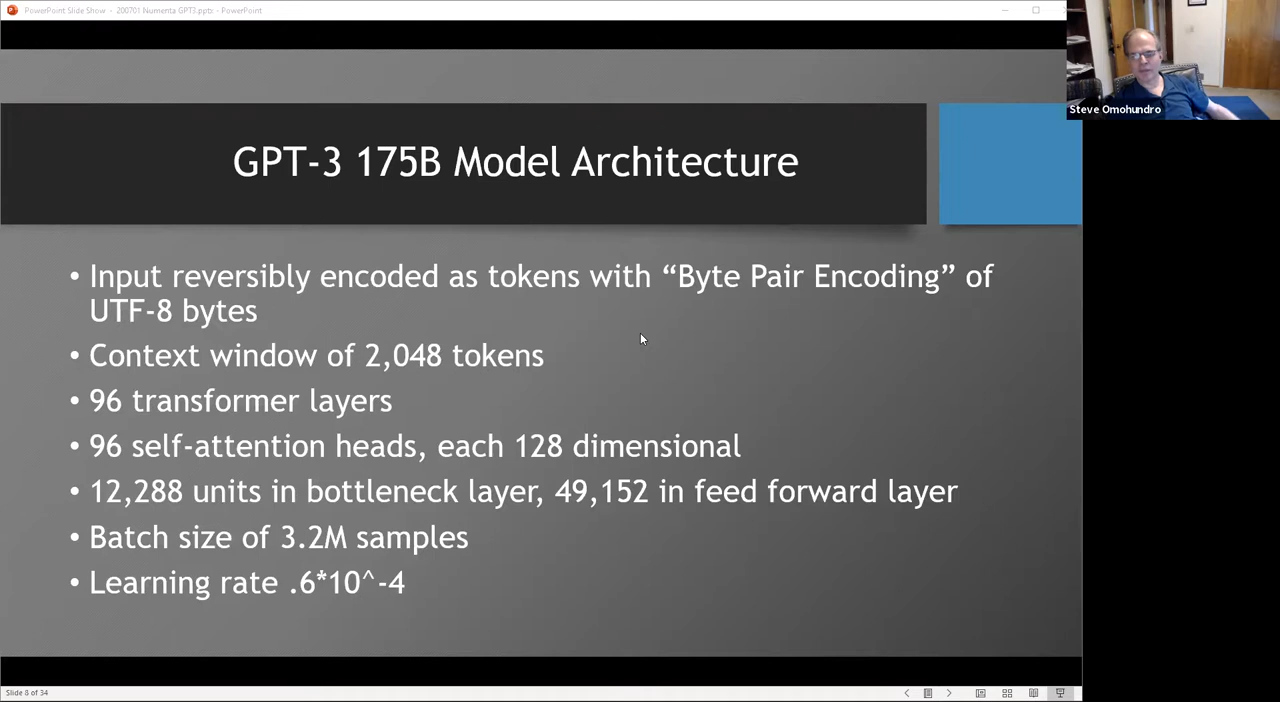 PowerPoint Slide Show - 200701 Numenta GPT3.pptx - PowerPoint
Steve Omohundro
GPT-3 175B Model Architecture
• Input reversibly encoded as tokens with “Byte Pair Encoding” of
UTF-8 bytes
• Context window of 2,048 tokens
• 96 transformer layers
• 96 self-attention heads, each 128 dimensional
• 12,288 units in bottleneck layer, 49,152 in feed forward layer
• Batch size of 3.2M samples
• Learning rate .6*10^-4
Slide 8 of 34